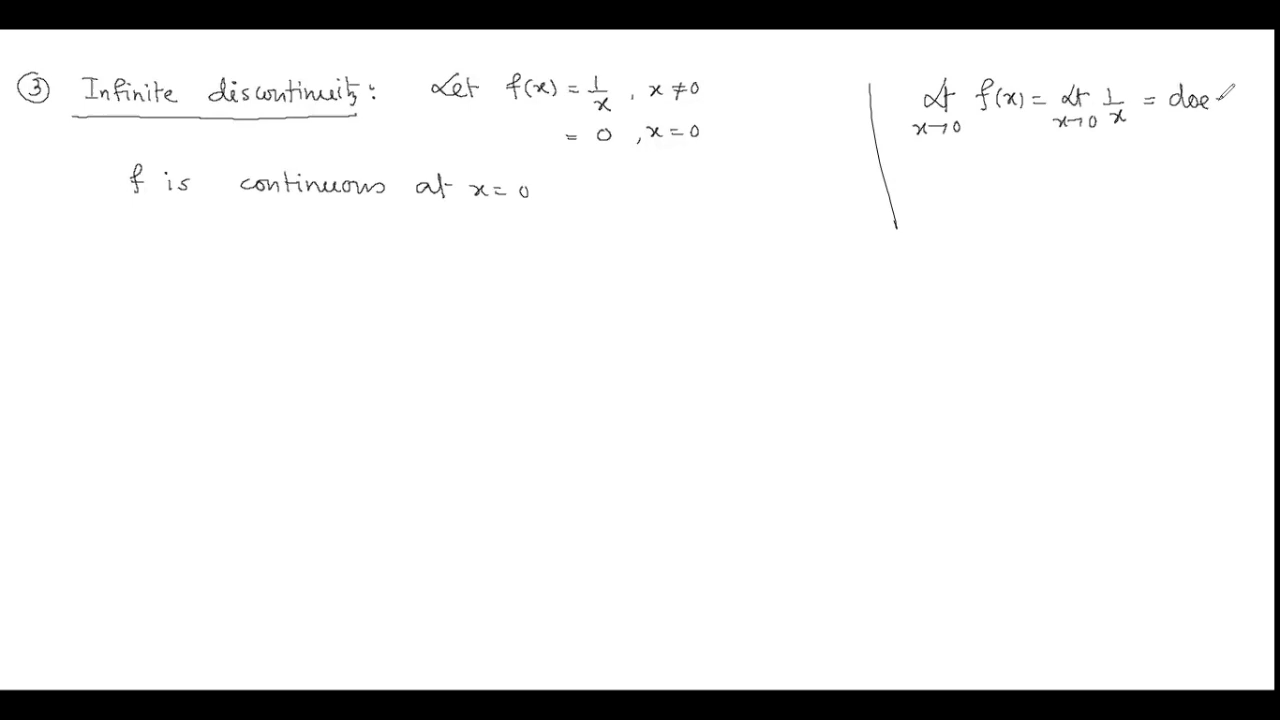 ③ Infinite discontinuity : Let f(x) = 1/x , x ≠ 0
= 0 , x = 0
f is continuous at x = 0
Lt x→0 f(x) = Lt x→0 1/x = doe